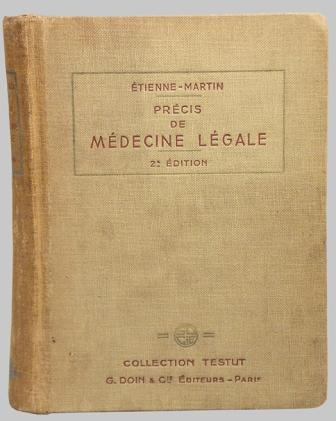 ÉTIENNE-MARTIN
PRÉCIS
DE
MÉDECINE LÉGALE
2e ÉDITION
COLLECTION TESTUT
G. DOIN & Cie ÉDITEURS - PARIS